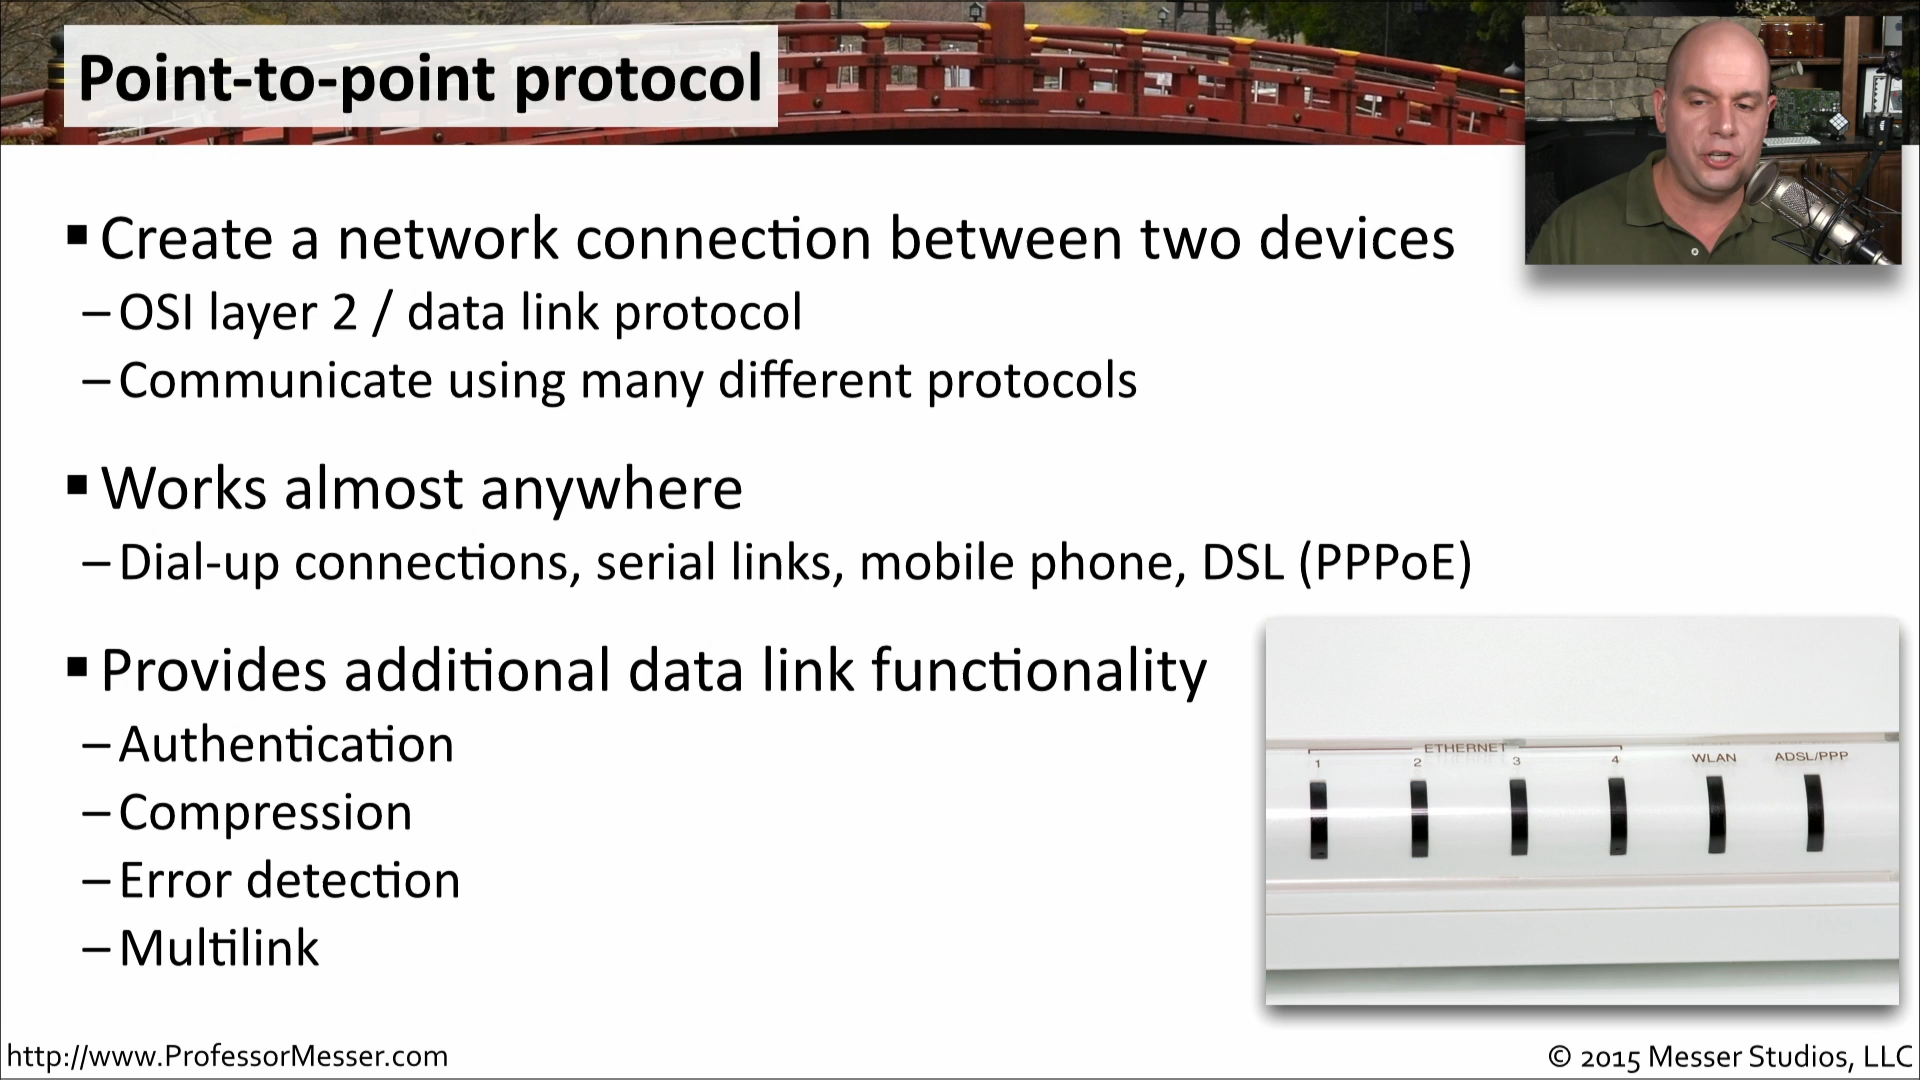 Point-to-point protocol
▪ Create a network connection between two devices
– OSI layer 2 / data link protocol
– Communicate using many different protocols
▪ Works almost anywhere
– Dial-up connections, serial links, mobile phone, DSL (PPPoE)
▪ Provides additional data link functionality
– Authentication
– Compression
– Error detection
– Multilink
ETHERNET
1 2 3 4 WLAN ADSL/PPP
http://www.ProfessorMesser.com
© 2015 Messer Studios, LLC